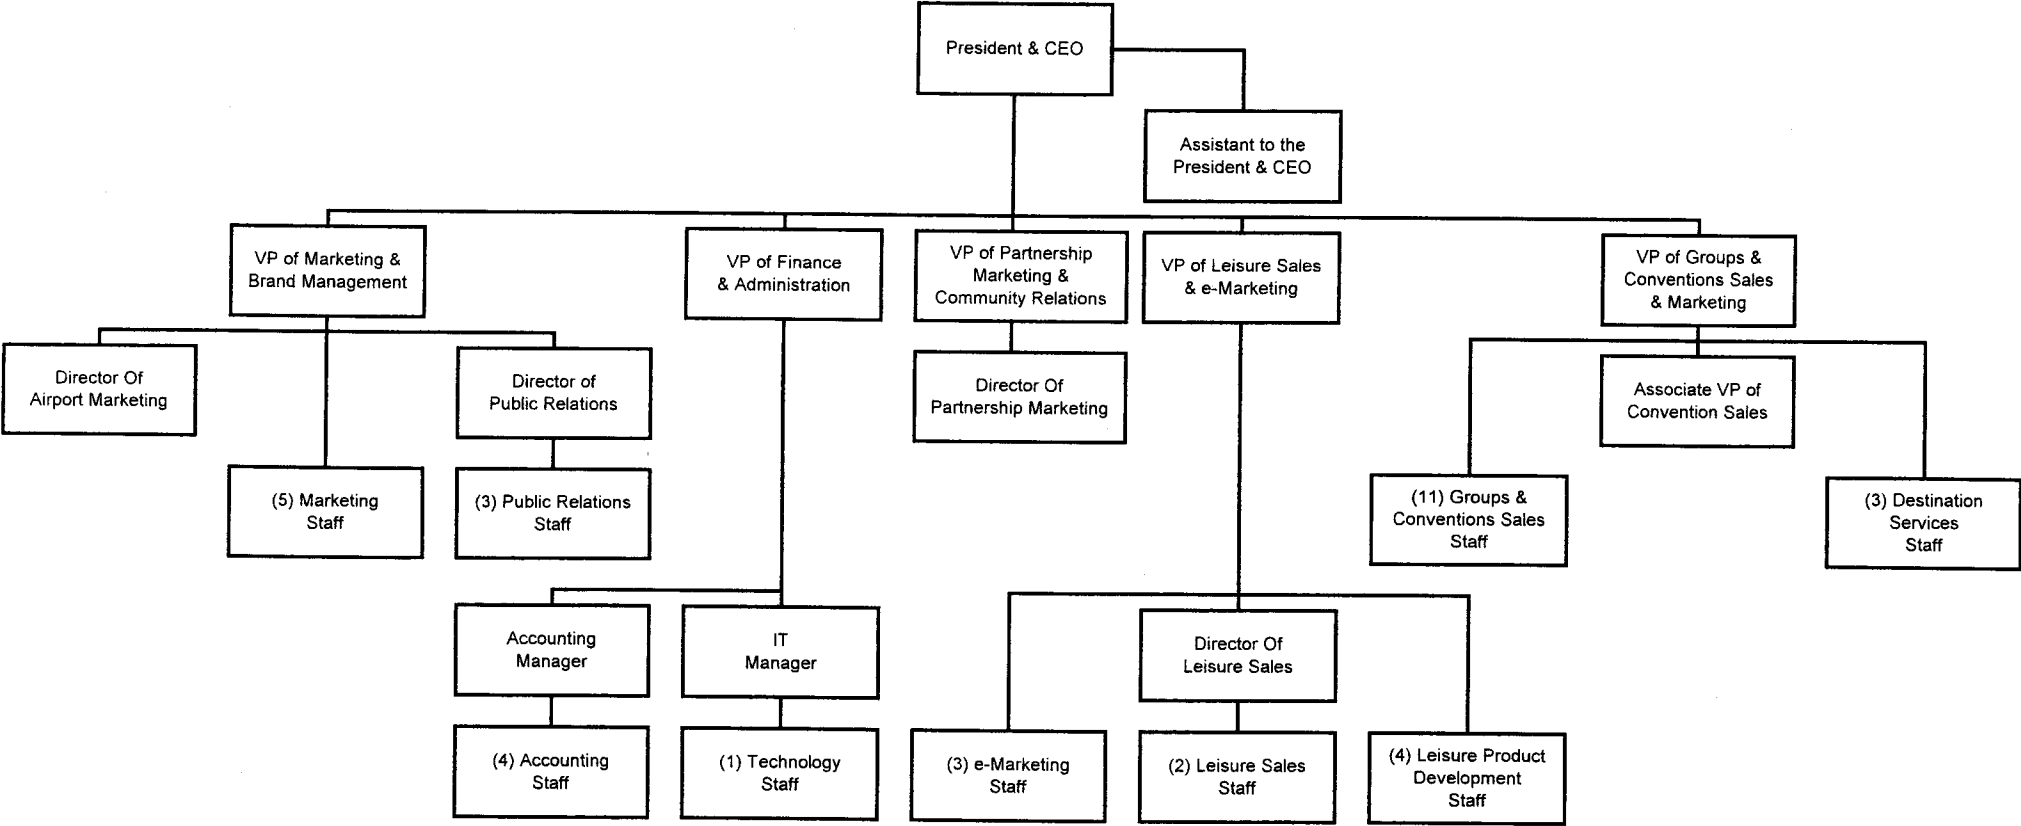 President & CEO
Assistant to the
President & CEO
VP of Marketing &
Brand Management
VP of Finance
& Administration
VP of Partnership
Marketing &
Community Relations
VP of Leisure Sales
& e-Marketing
VP of Groups &
Conventions Sales
& Marketing
Director Of
Airport Marketing
Director of
Public Relations
Director Of
Partnership Marketing
Associate VP of
Convention Sales
(5) Marketing
Staff
(3) Public Relations
Staff
(11) Groups &
Conventions Sales
Staff
(3) Destination
Services
Staff
Accounting
Manager
IT
Manager
Director Of
Leisure Sales
(4) Accounting
Staff
(1) Technology
Staff
(3) e-Marketing
Staff
(2) Leisure Sales
Staff
(4) Leisure Product
Development
Staff